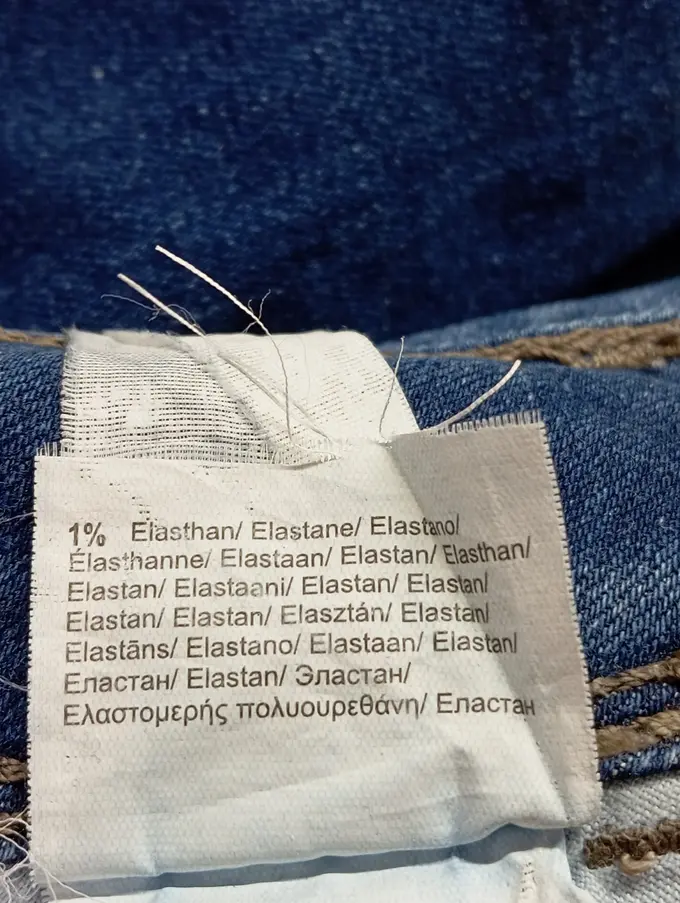 1% Elasthan/ Elastane/ Elastano/
Élasthanne/ Elastaan/ Elastan/ Elasthan/
Elastan/ Elastaani/ Elastan/ Elastan/
Elastan/ Elastan/ Elasztán/ Elastan/
Elastāns/ Elastano/ Elastaan/ Elastan/
Еластан/ Elastan/ Эластан/
Ελαστομερής πολυουρεθάνη/ Еластан